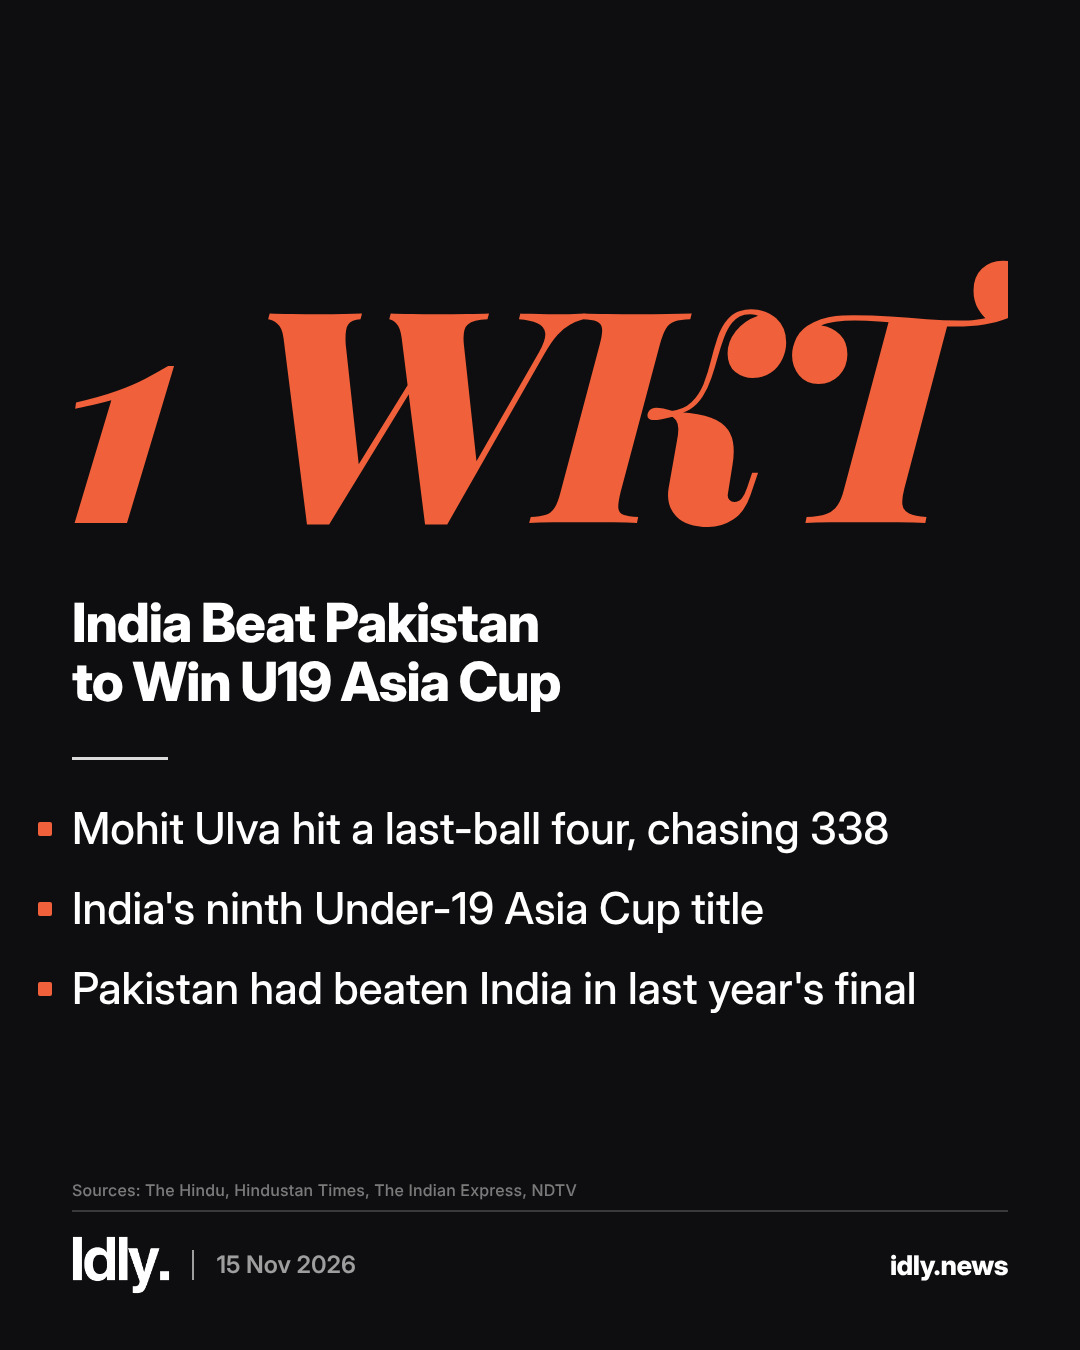 1 WKT
India Beat Pakistan
to Win U19 Asia Cup
Mohit Ulva hit a last-ball four, chasing 338
India's ninth Under-19 Asia Cup title
Pakistan had beaten India in last year's final
Sources: The Hindu, Hindustan Times, The Indian Express, NDTV
Idly. | 15 Nov 2026
idly.news